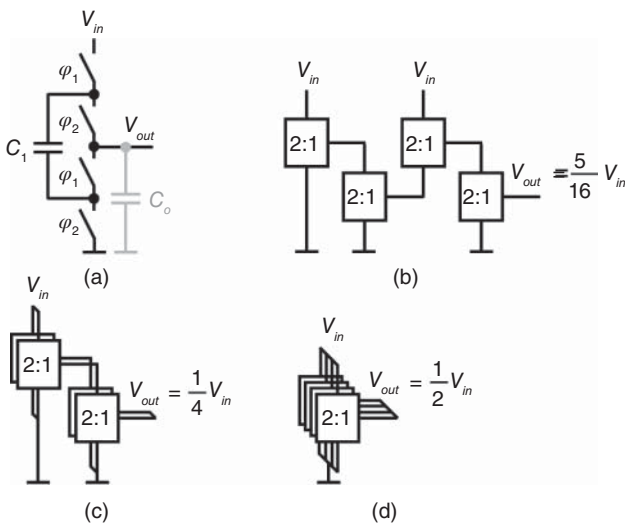 V_in
φ_1
φ_2
V_out
C_1
φ_1
C_o
φ_2
(a)
V_in V_in
2:1 2:1
2:1 2:1
V_out = 5/16 V_in
(b)
V_in
2:1
2:1
V_out = 1/4 V_in
(c)
V_in
2:1
V_out = 1/2 V_in
(d)